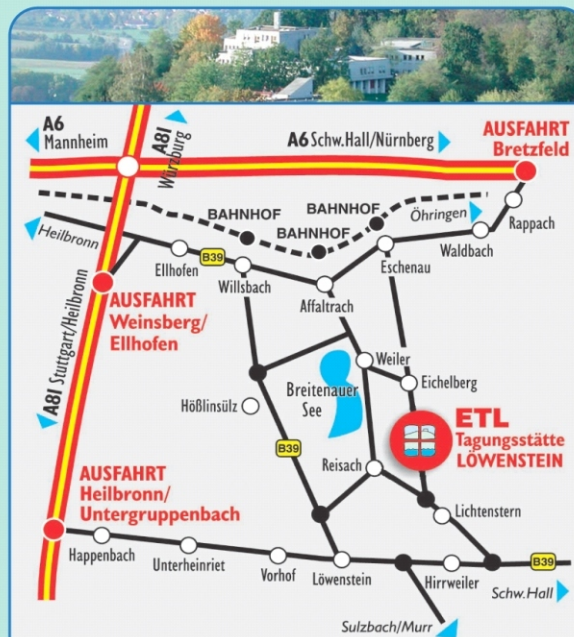 A6
Mannheim
A81
Würzburg
A6 Schw.Hall/Nürnberg
AUSFAHRT
Bretzfeld
BAHNHOF
BAHNHOF
BAHNHOF
Öhringen
Rappach
Heilbronn
Ellhofen
B39
Willsbach
Waldbach
Eschenau
Affaltrach
A81 Stuttgart/Heilbronn
AUSFAHRT
Weinsberg/
Ellhofen
Weiler
Eichelberg
Breitenauer
See
Hößlinsülz
ETL
Tagungsstätte
LÖWENSTEIN
B39
Reisach
AUSFAHRT
Heilbronn/
Untergruppenbach
Lichtenstern
Happenbach
Unterheinriet
Vorhof
Löwenstein
Hirrweiler
B39
Schw.Hall
Sulzbach/Murr